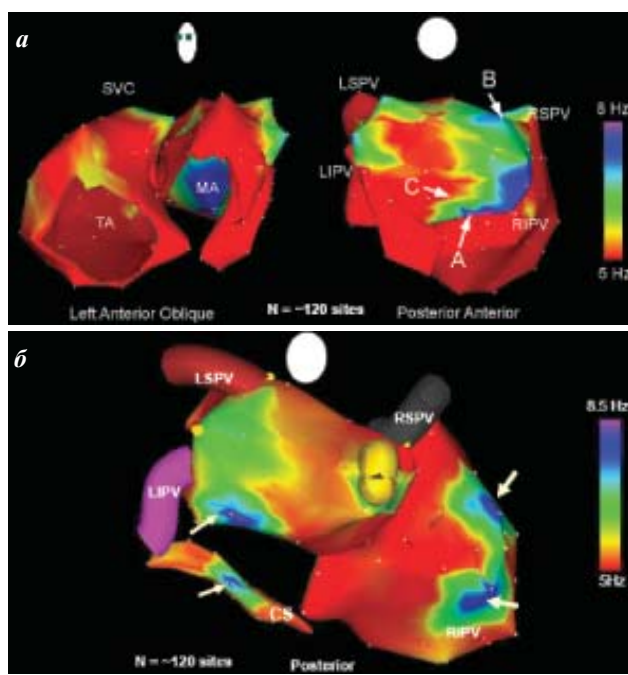 а
SVC
LSPV
B
RSPV
LIPV
MA
TA
C
RIPV
A
8 Hz
5 Hz
Left Anterior Oblique
N = ~120 sites
Posterior Anterior
б
LSPV
RSPV
8.5 Hz
LIPV
CS
RIPV
5Hz
N = ~120 sites
Posterior